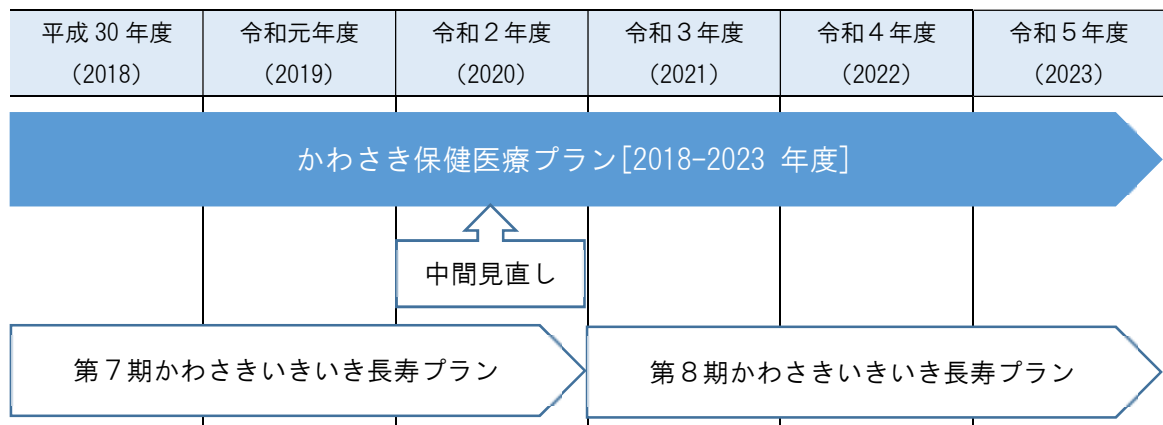 平成 30 年度 令和元年度 令和２年度 令和３年度 令和４年度 令和５年度
（2018） （2019） （2020） （2021） （2022） （2023）
かわさき保健医療プラン[2018-2023 年度]
中間見直し
第７期かわさきいきいき長寿プラン 第８期かわさきいきいき長寿プラン